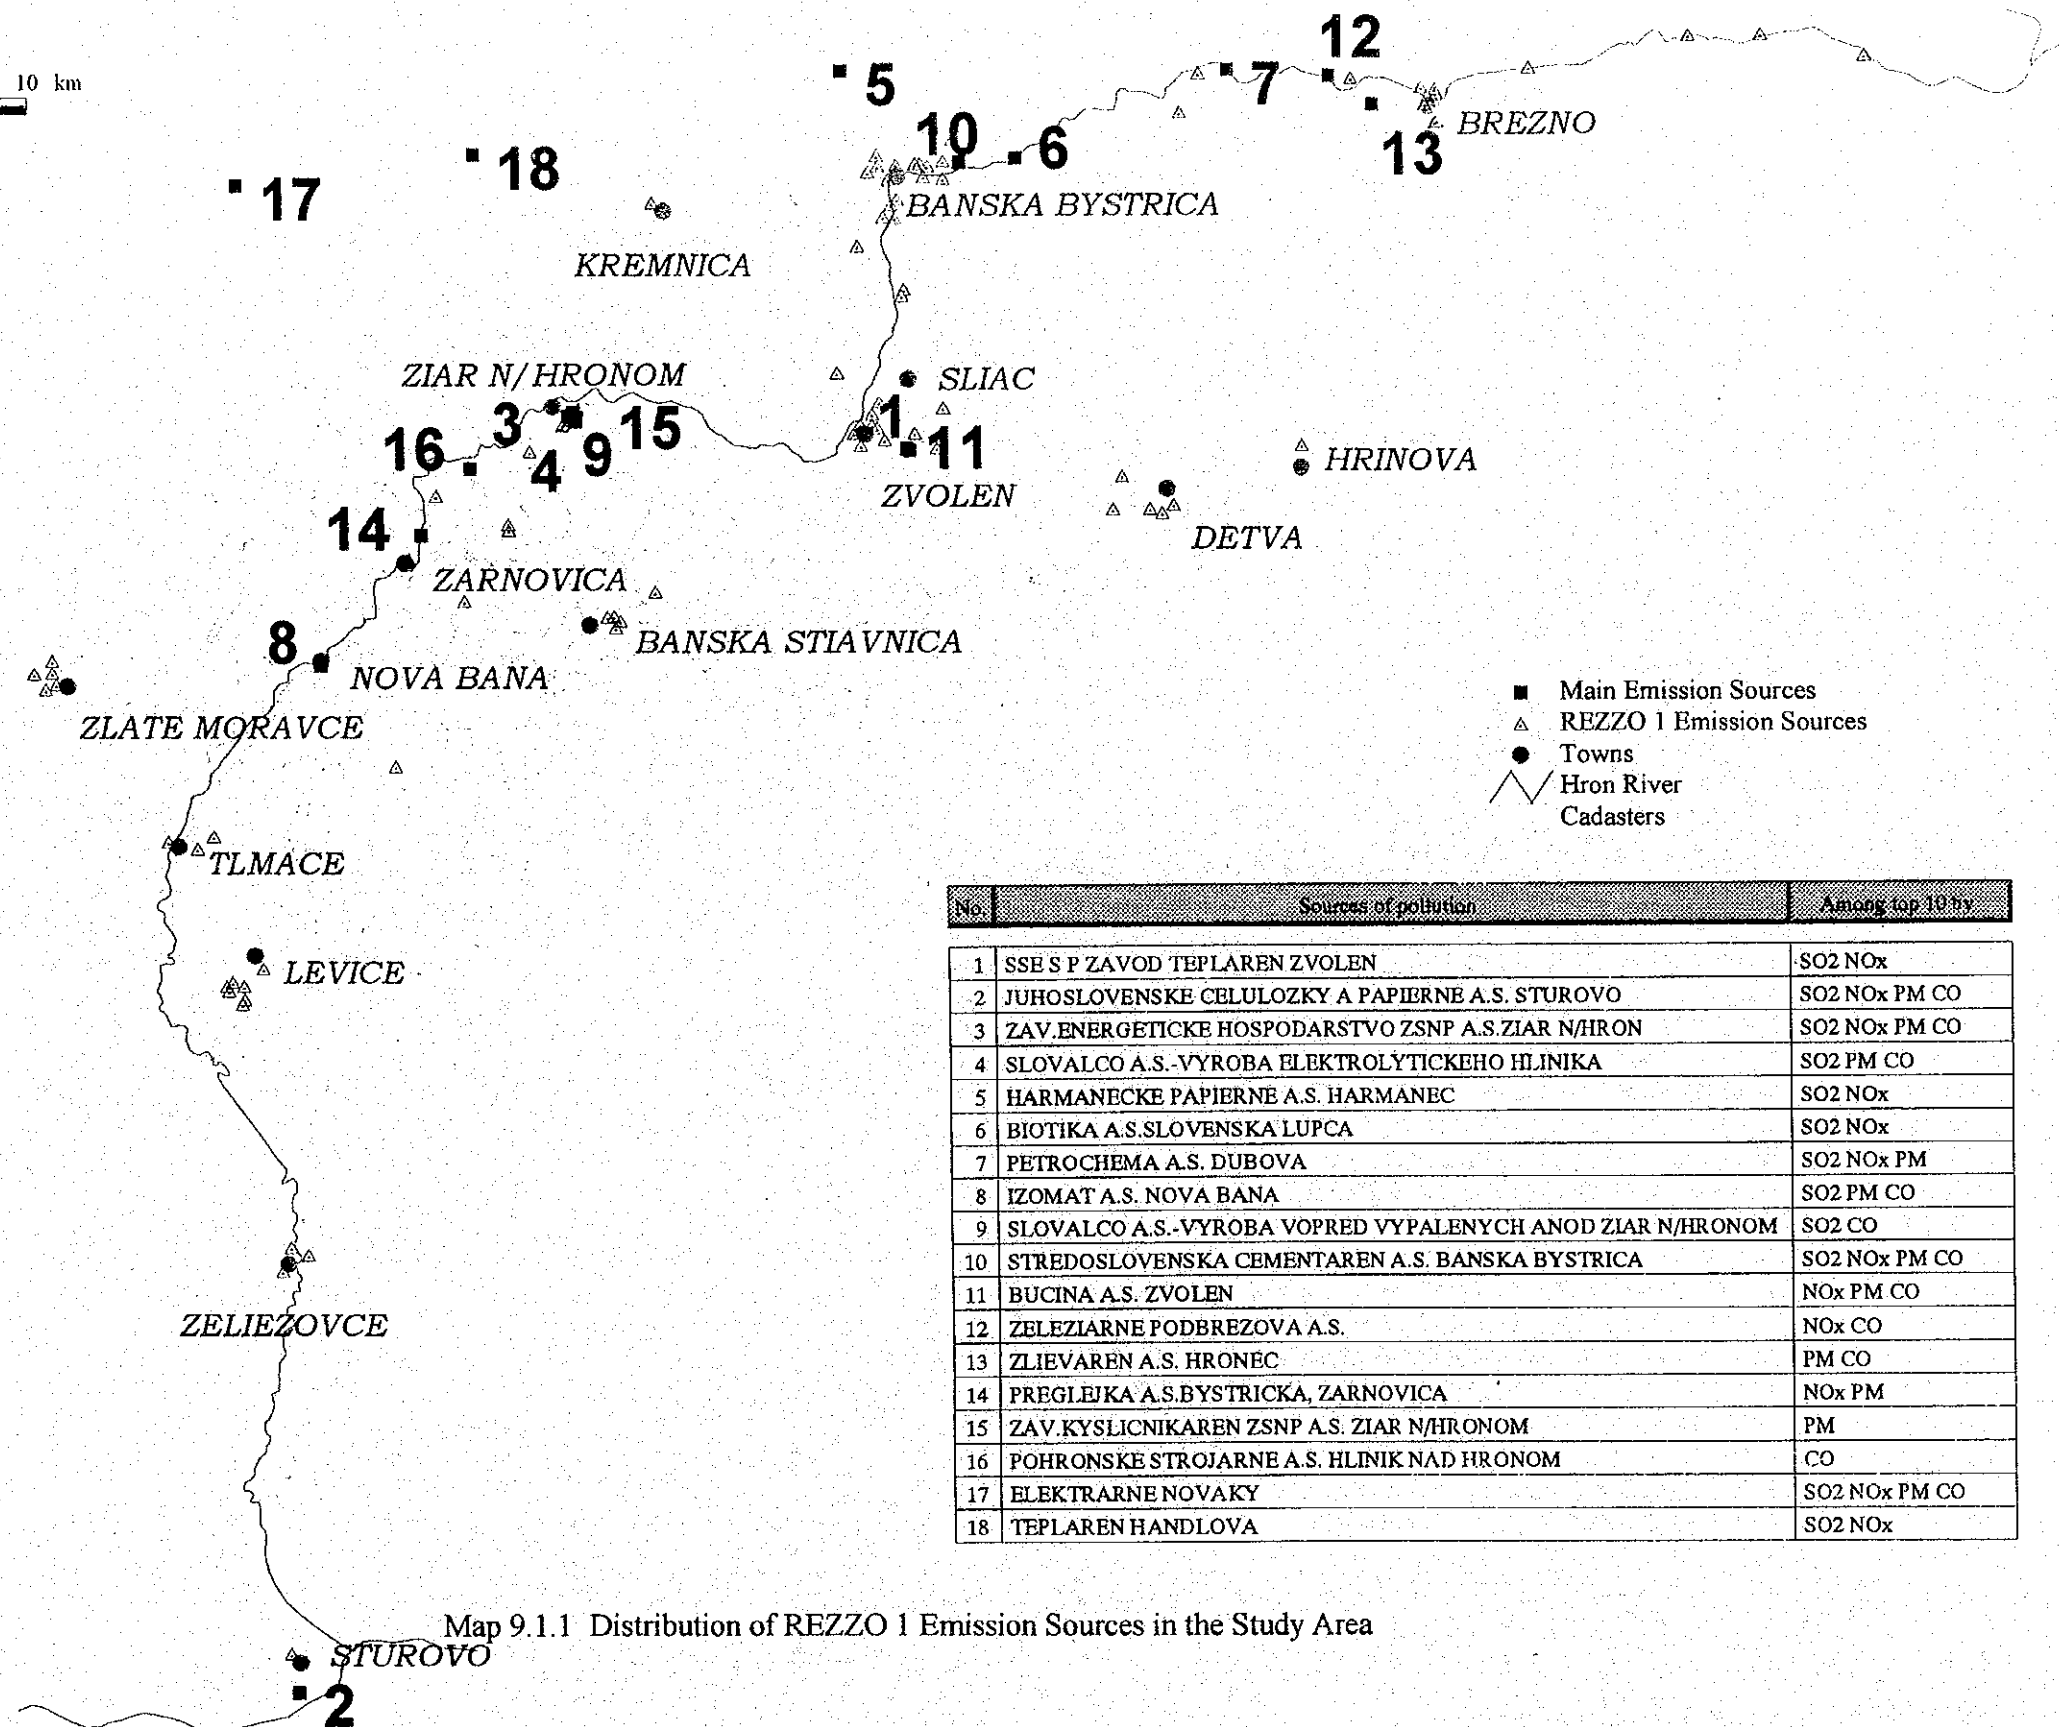 12
10 km
5
7
10
6
BREZNO
13
18
17
BANSKA BYSTRICA
KREMNICA
ZIAR N/HRONOM
SLIAC
3
15
1
16
4
9
11
HRINOVA
ZVOLEN
14
DETVA
ZARNOVICA
8
BANSKA STIAVNICA
NOVA BANA
ZLATE MORAVCE
Main Emission Sources
REZZO 1 Emission Sources
Towns
Hron River
Cadasters
TLMACE
LEVICE
ZELIEZOVCE
No. Sources of pollution Among top 10 by
1 SSE S P ZAVOD TEPLAREN ZVOLEN SO2 NOx
2 JUHOSLOVENSKE CELULOZKY A PAPIERNE A.S. STUROVO SO2 NOx PM CO
3 ZAV.ENERGETICKE HOSPODARSTVO ZSNP A.S.ZIAR N/HRON SO2 NOx PM CO
4 SLOVALCO A.S.-VYROBA ELEKTROLYTICKEHO HLINIKA SO2 PM CO
5 HARMANECKE PAPIERNE A.S. HARMANEC SO2 NOx
6 BIOTIKA A.S.SLOVENSKA LUPCA SO2 NOx
7 PETROCHEMA A.S. DUBOVA SO2 NOx PM
8 IZOMAT A.S. NOVA BANA SO2 PM CO
9 SLOVALCO A.S.-VYROBA VOPRED VYPALENYCH ANOD ZIAR N/HRONOM SO2 CO
10 STREDOSLOVENSKA CEMENTAREN A.S. BANSKA BYSTRICA SO2 NOx PM CO
11 BUCINA A.S. ZVOLEN NOx PM CO
12 ZELEZIARNE PODBREZOVA A.S. NOx CO
13 ZLIEVAREN A.S. HRONEC PM CO
14 PREGLEJKA A.S.BYSTRICKA, ZARNOVICA NOx PM
15 ZAV.KYSLICNIKAREN ZSNP A.S. ZIAR N/HRONOM PM
16 POHRONSKE STROJARNE A.S. HLINIK NAD HRONOM CO
17 ELEKTRARNE NOVAKY SO2 NOx PM CO
18 TEPLAREN HANDLOVA SO2 NOx
Map 9.1.1 Distribution of REZZO 1 Emission Sources in the Study Area
STUROVO
2